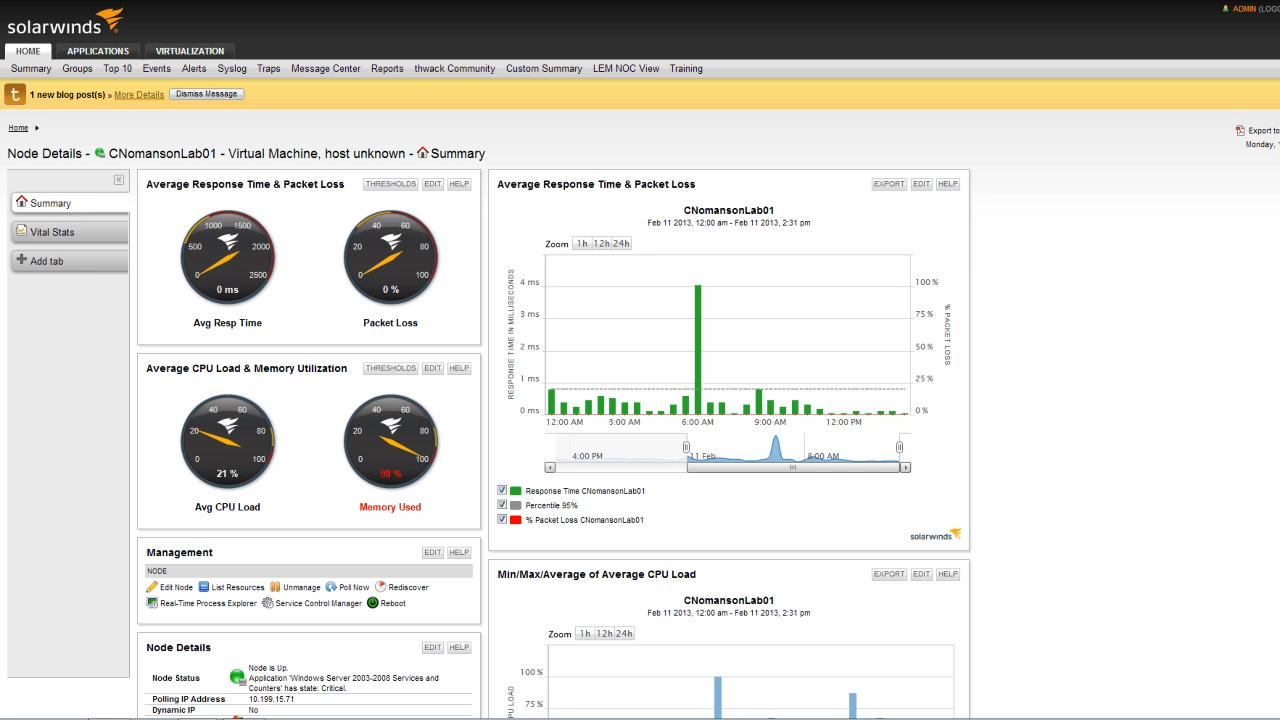 solarwinds
ADMIN (LOGO
HOME APPLICATIONS VIRTUALIZATION
Summary Groups Top 10 Events Alerts Syslog Traps Message Center Reports thwack Community Custom Summary LEM NOC View Training
t 1 new blog post(s) » More Details Dismiss Message
Home
Export to
Monday, 1
Node Details - CNomansonLab01 - Virtual Machine, host unknown - Summary
Summary
Vital Stats
Add tab
Average Response Time & Packet Loss THRESHOLDS EDIT HELP
0 500 1000 1500 2000 2500
0 ms
Avg Resp Time
0 20 40 60 80 100
0 %
Packet Loss
Average CPU Load & Memory Utilization THRESHOLDS EDIT HELP
0 20 40 60 80 100
21 %
Avg CPU Load
0 20 40 60 80 100
98 %
Memory Used
Management EDIT HELP
NODE
Edit Node List Resources Unmanage Poll Now Rediscover
Real-Time Process Explorer Service Control Manager Reboot
Node Details EDIT HELP
Node Status
Node is Up.
Application 'Windows Server 2003-2008 Services and
Counters' has state: Critical.
Polling IP Address 10.199.15.71
Dynamic IP No
Average Response Time & Packet Loss EXPORT EDIT HELP
CNomansonLab01
Feb 11 2013, 12:00 am - Feb 11 2013, 2:31 pm
Zoom 1h 12h 24h
RESPONSE TIME IN MILLISECONDS
4 ms
3 ms
2 ms
1 ms
0 ms
100 %
75 %
50 %
25 %
0 %
% PACKET LOSS
12:00 AM 3:00 AM 6:00 AM 9:00 AM 12:00 PM
4:00 PM 11 Feb 8:00 AM
Response Time CNomansonLab01
Percentile 95%
% Packet Loss CNomansonLab01
solarwinds
Min/Max/Average of Average CPU Load EXPORT EDIT HELP
CNomansonLab01
Feb 11 2013, 12:00 am - Feb 11 2013, 2:31 pm
Zoom 1h 12h 24h
100 %
75 %
PU LOAD